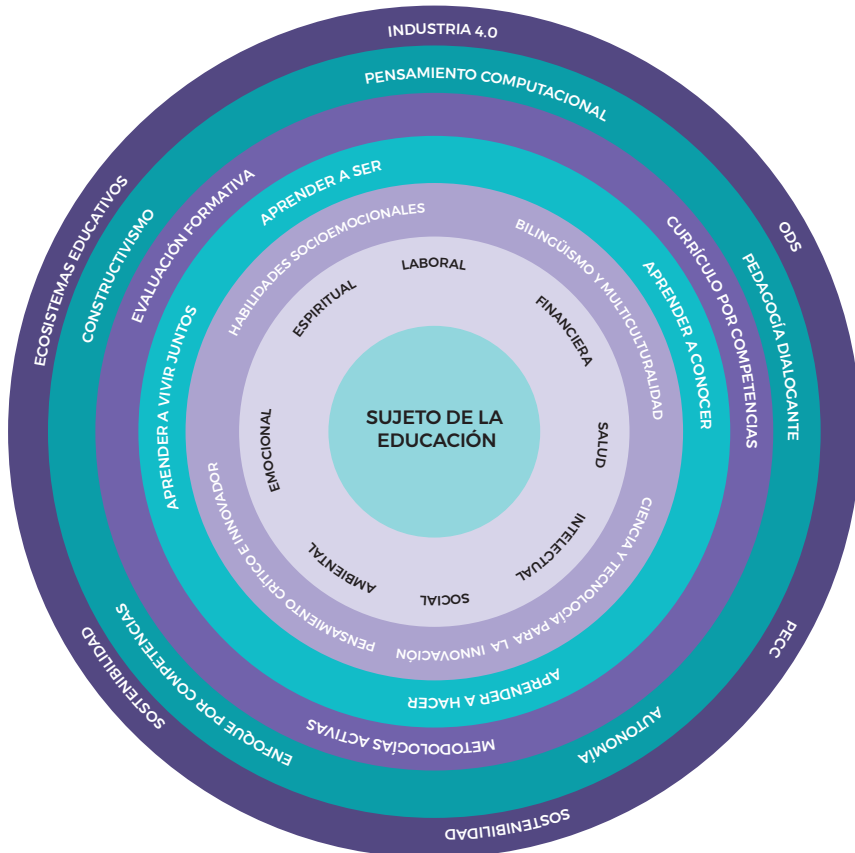 INDUSTRIA 4.0
ODS
PECC
SOSTENIBILIDAD
SOSTENIBILIDAD
ECOSISTEMAS EDUCATIVOS
PENSAMIENTO COMPUTACIONAL
PEDAGOGÍA DIALOGANTE
AUTONOMÍA
ENFOQUE POR COMPETENCIAS
CONSTRUCTIVISMO
CURRÍCULO POR COMPETENCIAS
METODOLOGÍAS ACTIVAS
EVALUACIÓN FORMATIVA
APRENDER A SER
APRENDER A CONOCER
APRENDER A HACER
APRENDER A VIVIR JUNTOS
HABILIDADES SOCIOEMOCIONALES
BILINGÜISMO Y MULTICULTURALIDAD
CIENCIA Y TECNOLOGÍA PARA LA INNOVACIÓN
PENSAMIENTO CRÍTICO E INNOVADOR
LABORAL
FINANCIERA
SALUD
INTELECTUAL
SOCIAL
AMBIENTAL
EMOCIONAL
ESPIRITUAL
SUJETO DE LA
EDUCACIÓN